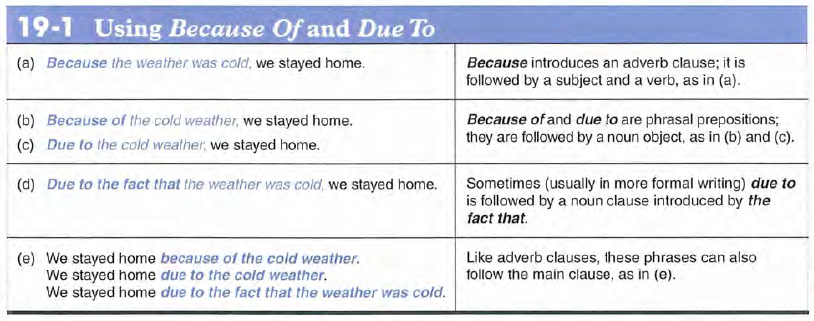 19-1 Using Because Of and Due To
(a) Because the weather was cold, we stayed home.
Because introduces an adverb clause; it is
followed by a subject and a verb, as in (a).
(b) Because of the cold weather, we stayed home.
(c) Due to the cold weather, we stayed home.
Because of and due to are phrasal prepositions;
they are followed by a noun object, as in (b) and (c).
(d) Due to the fact that the weather was cold, we stayed home.
Sometimes (usually in more formal writing) due to
is followed by a noun clause introduced by the
fact that.
(e) We stayed home because of the cold weather.
We stayed home due to the cold weather.
We stayed home due to the fact that the weather was cold.
Like adverb clauses, these phrases can also
follow the main clause, as in (e).